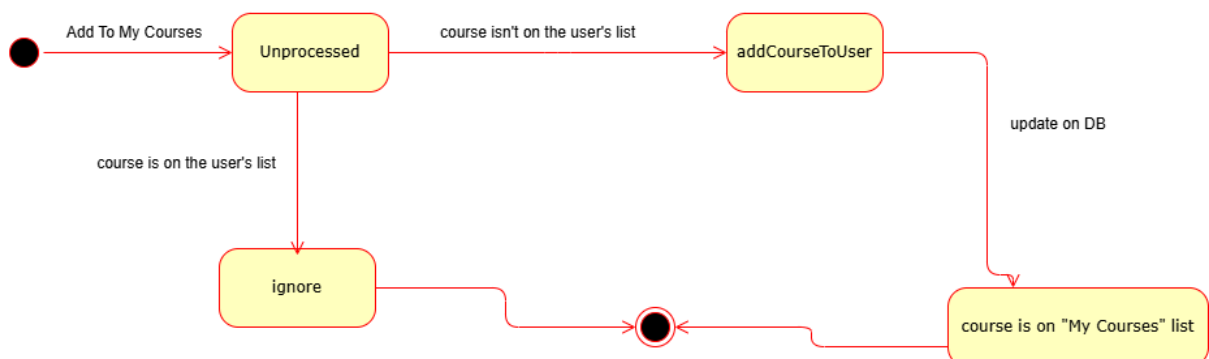 Add To My Courses
Unprocessed
course isn't on the user's list
addCourseToUser
update on DB
course is on the user's list
ignore
course is on "My Courses" list